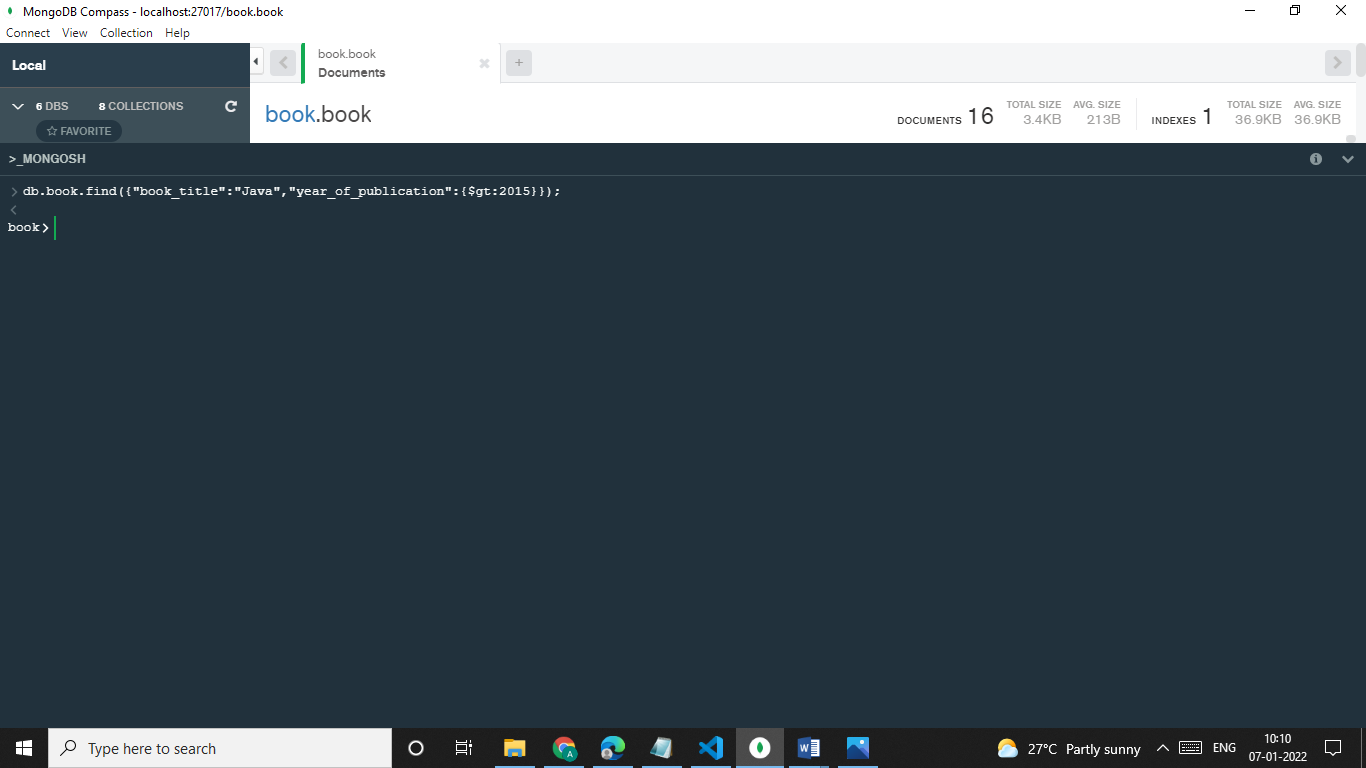 MongoDB Compass - localhost:27017/book.book
Connect View Collection Help
Local
book.book
Documents
+
6 DBS 8 COLLECTIONS
FAVORITE
book.book
DOCUMENTS 16
TOTAL SIZE 3.4KB
AVG. SIZE 213B
INDEXES 1
TOTAL SIZE 36.9KB
AVG. SIZE 36.9KB
>_MONGOSH
> db.book.find({"book_title":"Java","year_of_publication":{$gt:2015}});
<
book>
Type here to search
27°C Partly sunny
ENG
10:10
07-01-2022